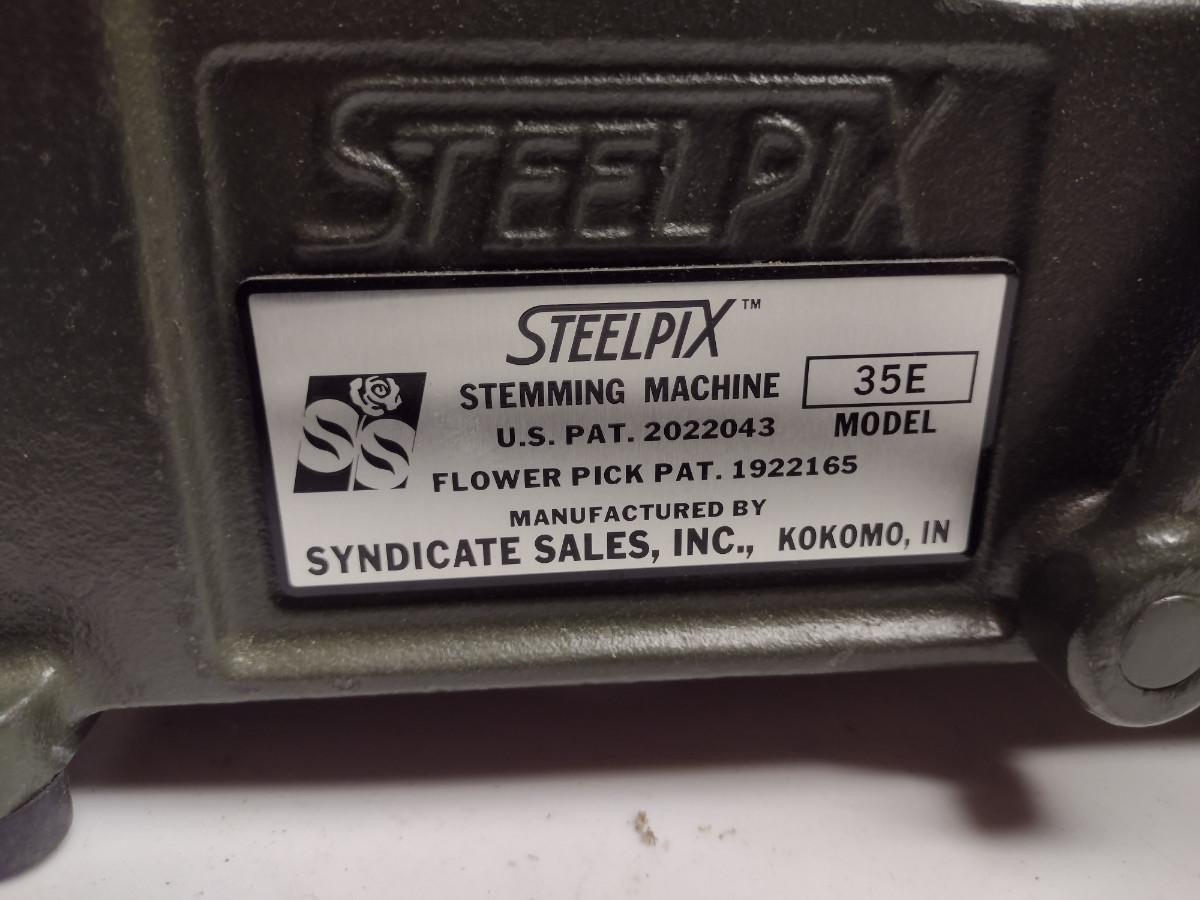 STEELPIX
STEELPIX™
STEMMING MACHINE
35E
MODEL
U.S. PAT. 2022043
FLOWER PICK PAT. 1922165
SS
MANUFACTURED BY
SYNDICATE SALES, INC., KOKOMO, IN